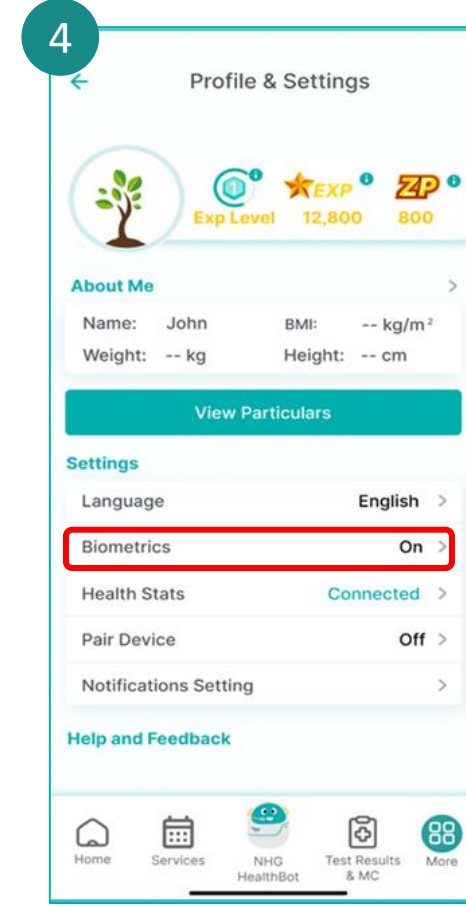 4
Profile & Settings
1
EXP ZP
Exp Level 12,800 800
About Me
Name: John BMI: -- kg/m²
Weight: -- kg Height: -- cm
View Particulars
Settings
Language English
Biometrics On
Health Stats Connected
Pair Device Off
Notifications Setting
Help and Feedback
Home Services NHG HealthBot Test Results & MC More